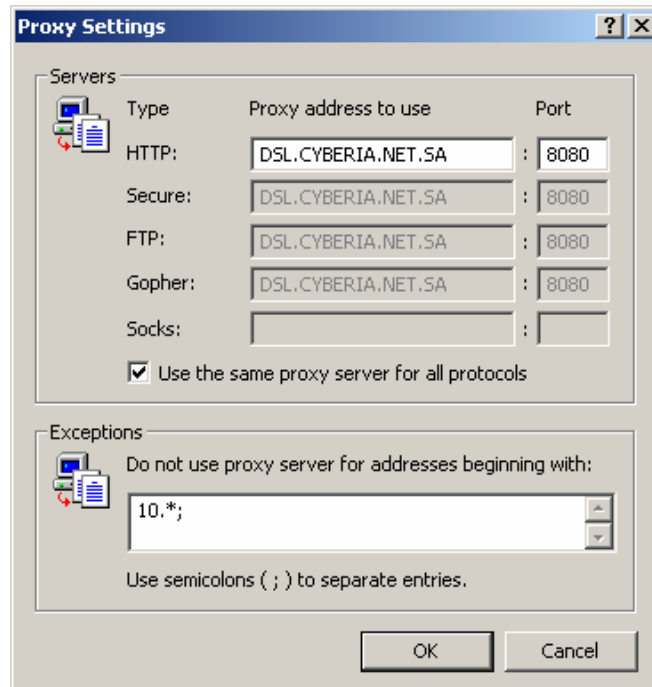 Proxy Settings
Servers
Type Proxy address to use Port
HTTP: DSL.CYBERIA.NET.SA : 8080
Secure: DSL.CYBERIA.NET.SA : 8080
FTP: DSL.CYBERIA.NET.SA : 8080
Gopher: DSL.CYBERIA.NET.SA : 8080
Socks: :
Use the same proxy server for all protocols
Exceptions
Do not use proxy server for addresses beginning with:
10.*;
Use semicolons ( ; ) to separate entries.
OK Cancel